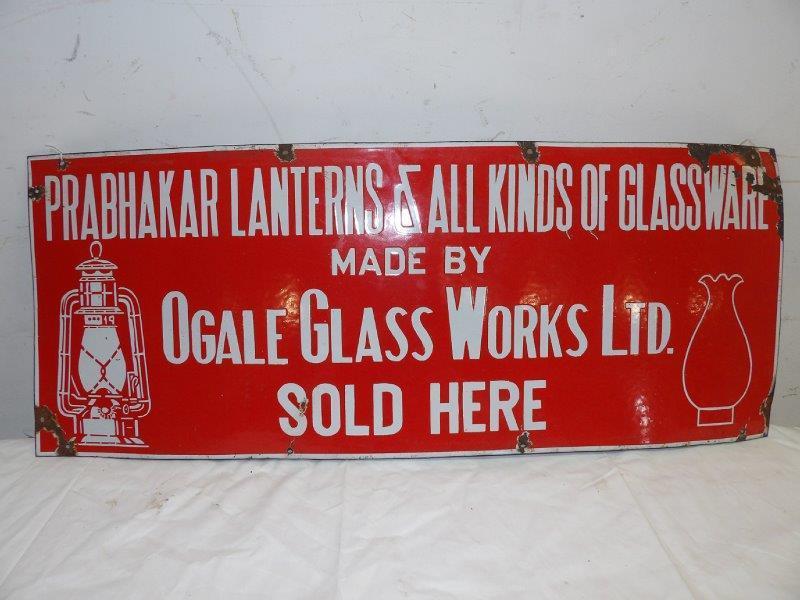 PRABHAKAR LANTERNS & ALL KINDS OF GLASSWARE
MADE BY
OGALE GLASS WORKS LTD.
SOLD HERE